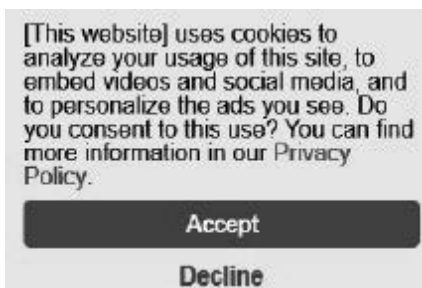 [This website] uses cookies to
analyze your usage of this site, to
embed videos and social media, and
to personalize the ads you see. Do
you consent to this use? You can find
more information in our Privacy
Policy.
Accept
Decline